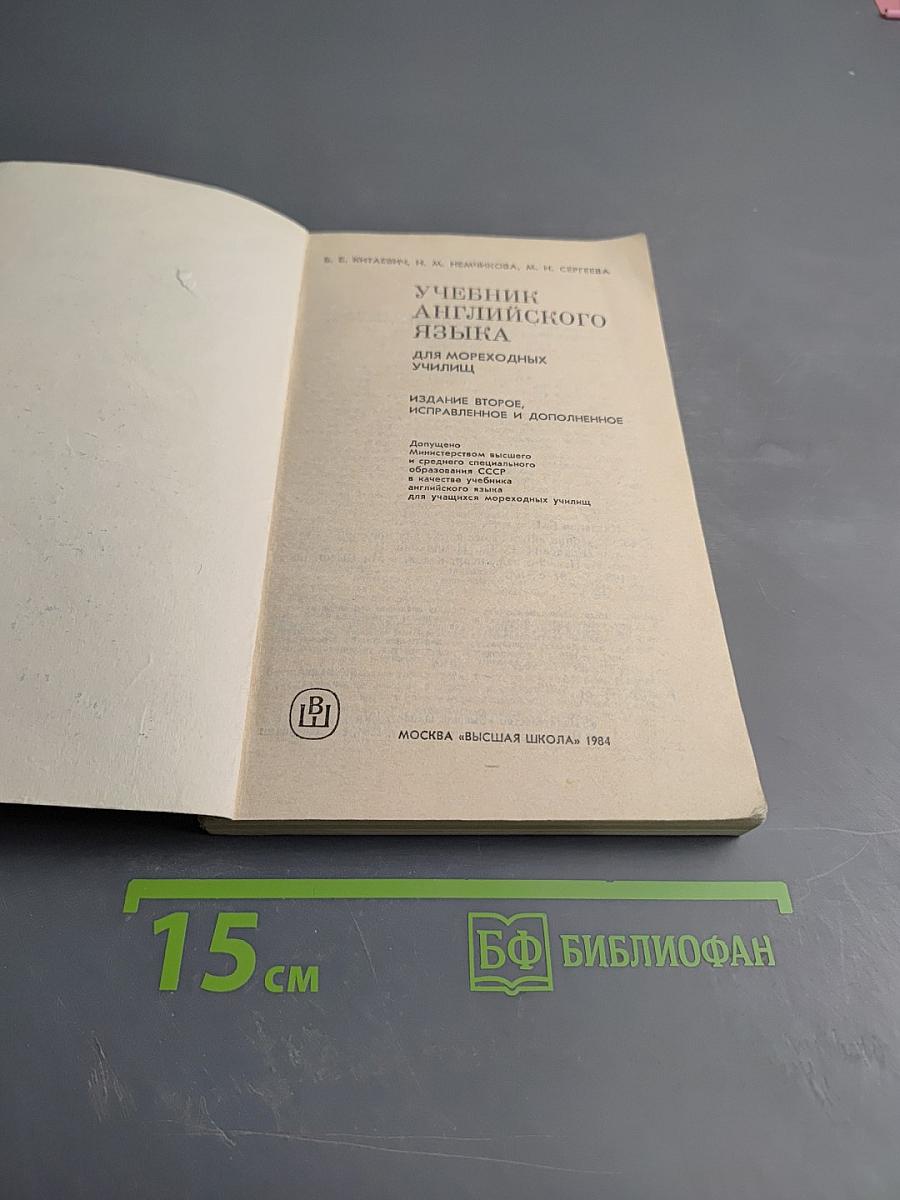 Б. Е. КИТАЕВИЧ, Н. М. НЕМЧИКОВА, М. Н. СЕРГЕЕВА
УЧЕБНИК
АНГЛИЙСКОГО
ЯЗЫКА
ДЛЯ МОРЕХОДНЫХ
УЧИЛИЩ
ИЗДАНИЕ ВТОРОЕ,
ИСПРАВЛЕННОЕ И ДОПОЛНЕННОЕ
Допущено
Министерством высшего
и среднего специального
образования СССР
в качестве учебника
английского языка
для учащихся мореходных училищ
ВШ
МОСКВА «ВЫСШАЯ ШКОЛА» 1984
15 см
БФ БИБЛИОФАН